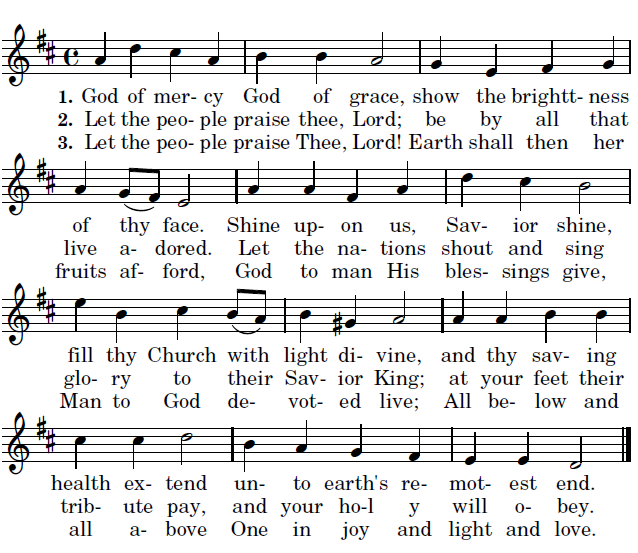 1. God of mer- cy God of grace, show the brightt- ness
2. Let the peo- ple praise thee, Lord; be by all that
3. Let the peo- ple praise Thee, Lord! Earth shall then her
of thy face. Shine up- on us, Sav- ior shine,
live a- dored. Let the na- tions shout and sing
fruits af- ford, God to man His bles- sings give,
fill thy Church with light di- vine, and thy sav- ing
glo- ry to their Sav- ior King; at your feet their
Man to God de- vot- ed live; All be- low and
health ex- tend un- to earth's re- mot- est end.
trib- ute pay, and your ho-l y will o- bey.
all a- bove One in joy and light and love.